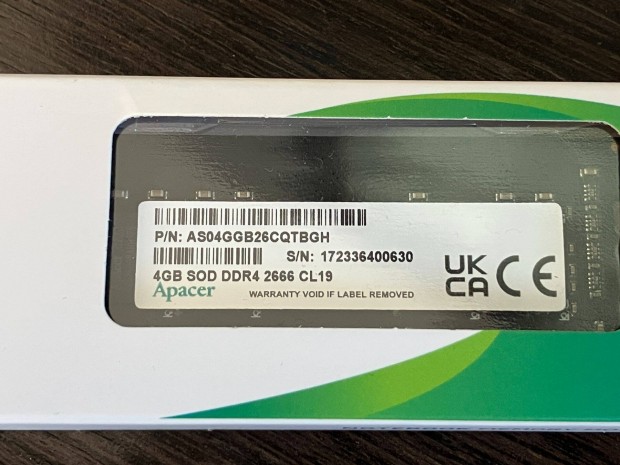 P/N: AS04GGB26CQTBGH
S/N: 172336400630
4GB SOD DDR4 2666 CL19
Apacer
WARRANTY VOID IF LABEL REMOVED
UK
CA CE